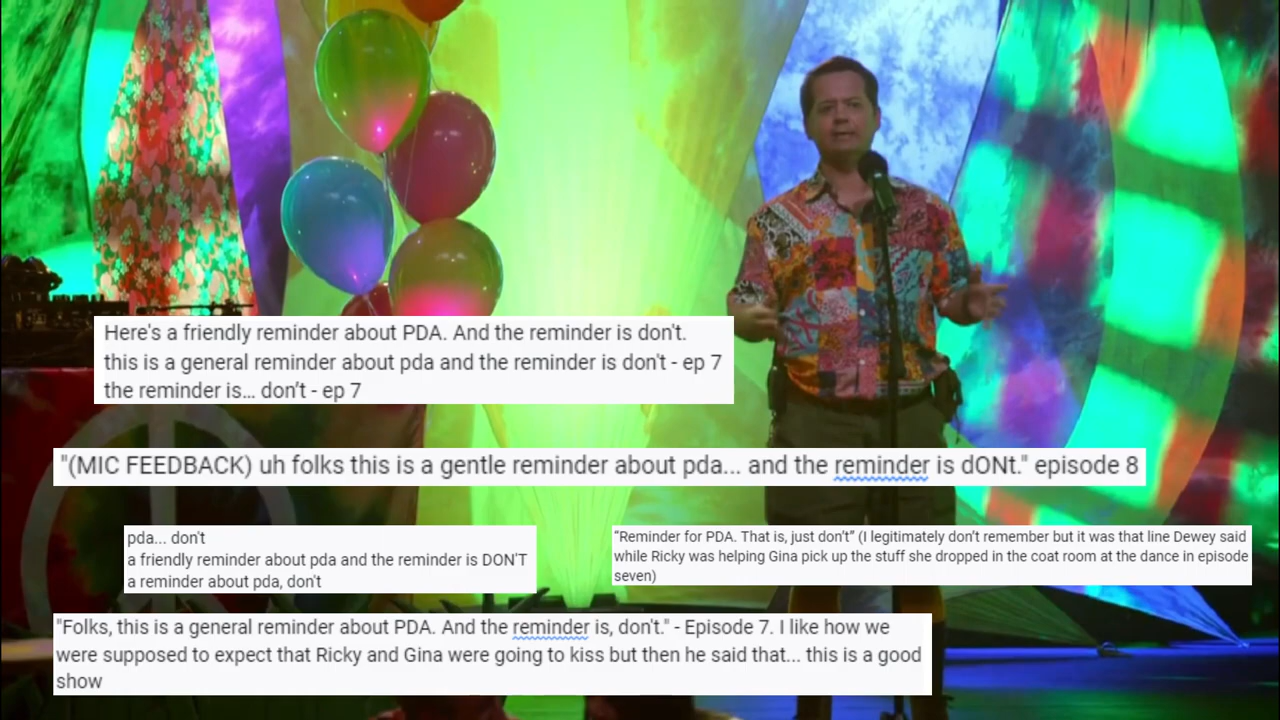 Here's a friendly reminder about PDA. And the reminder is don't.
this is a general reminder about pda and the reminder is don't - ep 7
the reminder is... don’t - ep 7
"(MIC FEEDBACK) uh folks this is a gentle reminder about pda... and the reminder is dONt." episode 8
pda... don't
a friendly reminder about pda and the reminder is DON'T
a reminder about pda, don't
“Reminder for PDA. That is, just don’t” (I legitimately don’t remember but it was that line Dewey said
while Ricky was helping Gina pick up the stuff she dropped in the coat room at the dance in episode
seven)
"Folks, this is a general reminder about PDA. And the reminder is, don't." - Episode 7. I like how we
were supposed to expect that Ricky and Gina were going to kiss but then he said that... this is a good
show